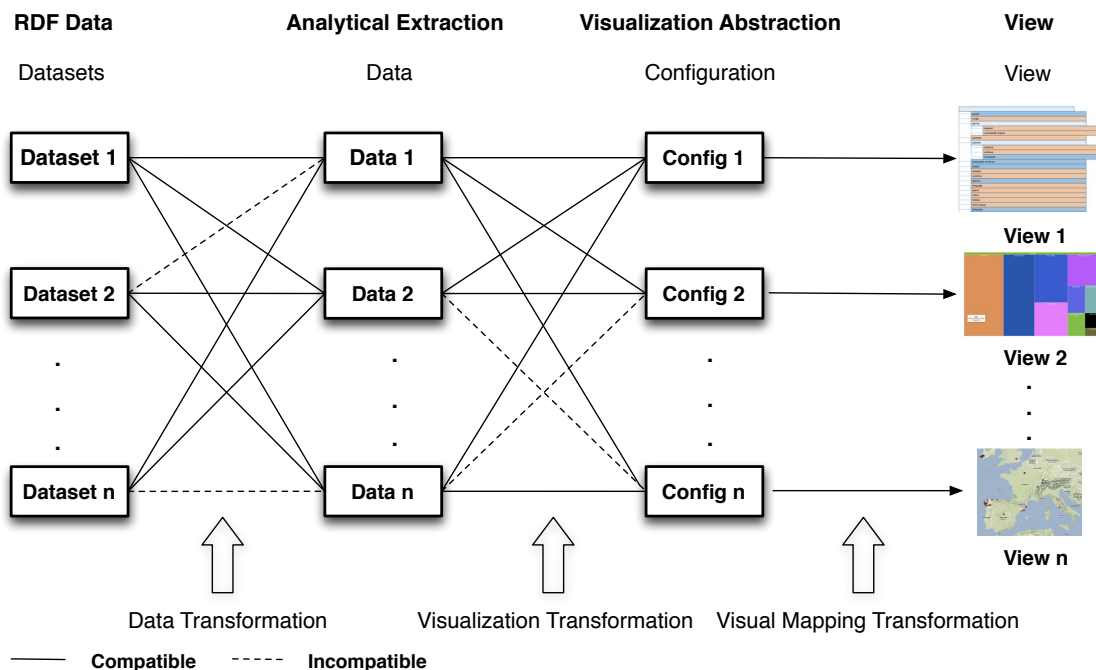 RDF Data Analytical Extraction Visualization Abstraction View
Datasets Data Configuration View
Dataset 1 Data 1 Config 1
View 1
Dataset 2 Data 2 Config 2
View 2
Dataset n Data n Config n
View n
Data Transformation Visualization Transformation Visual Mapping Transformation
Compatible Incompatible